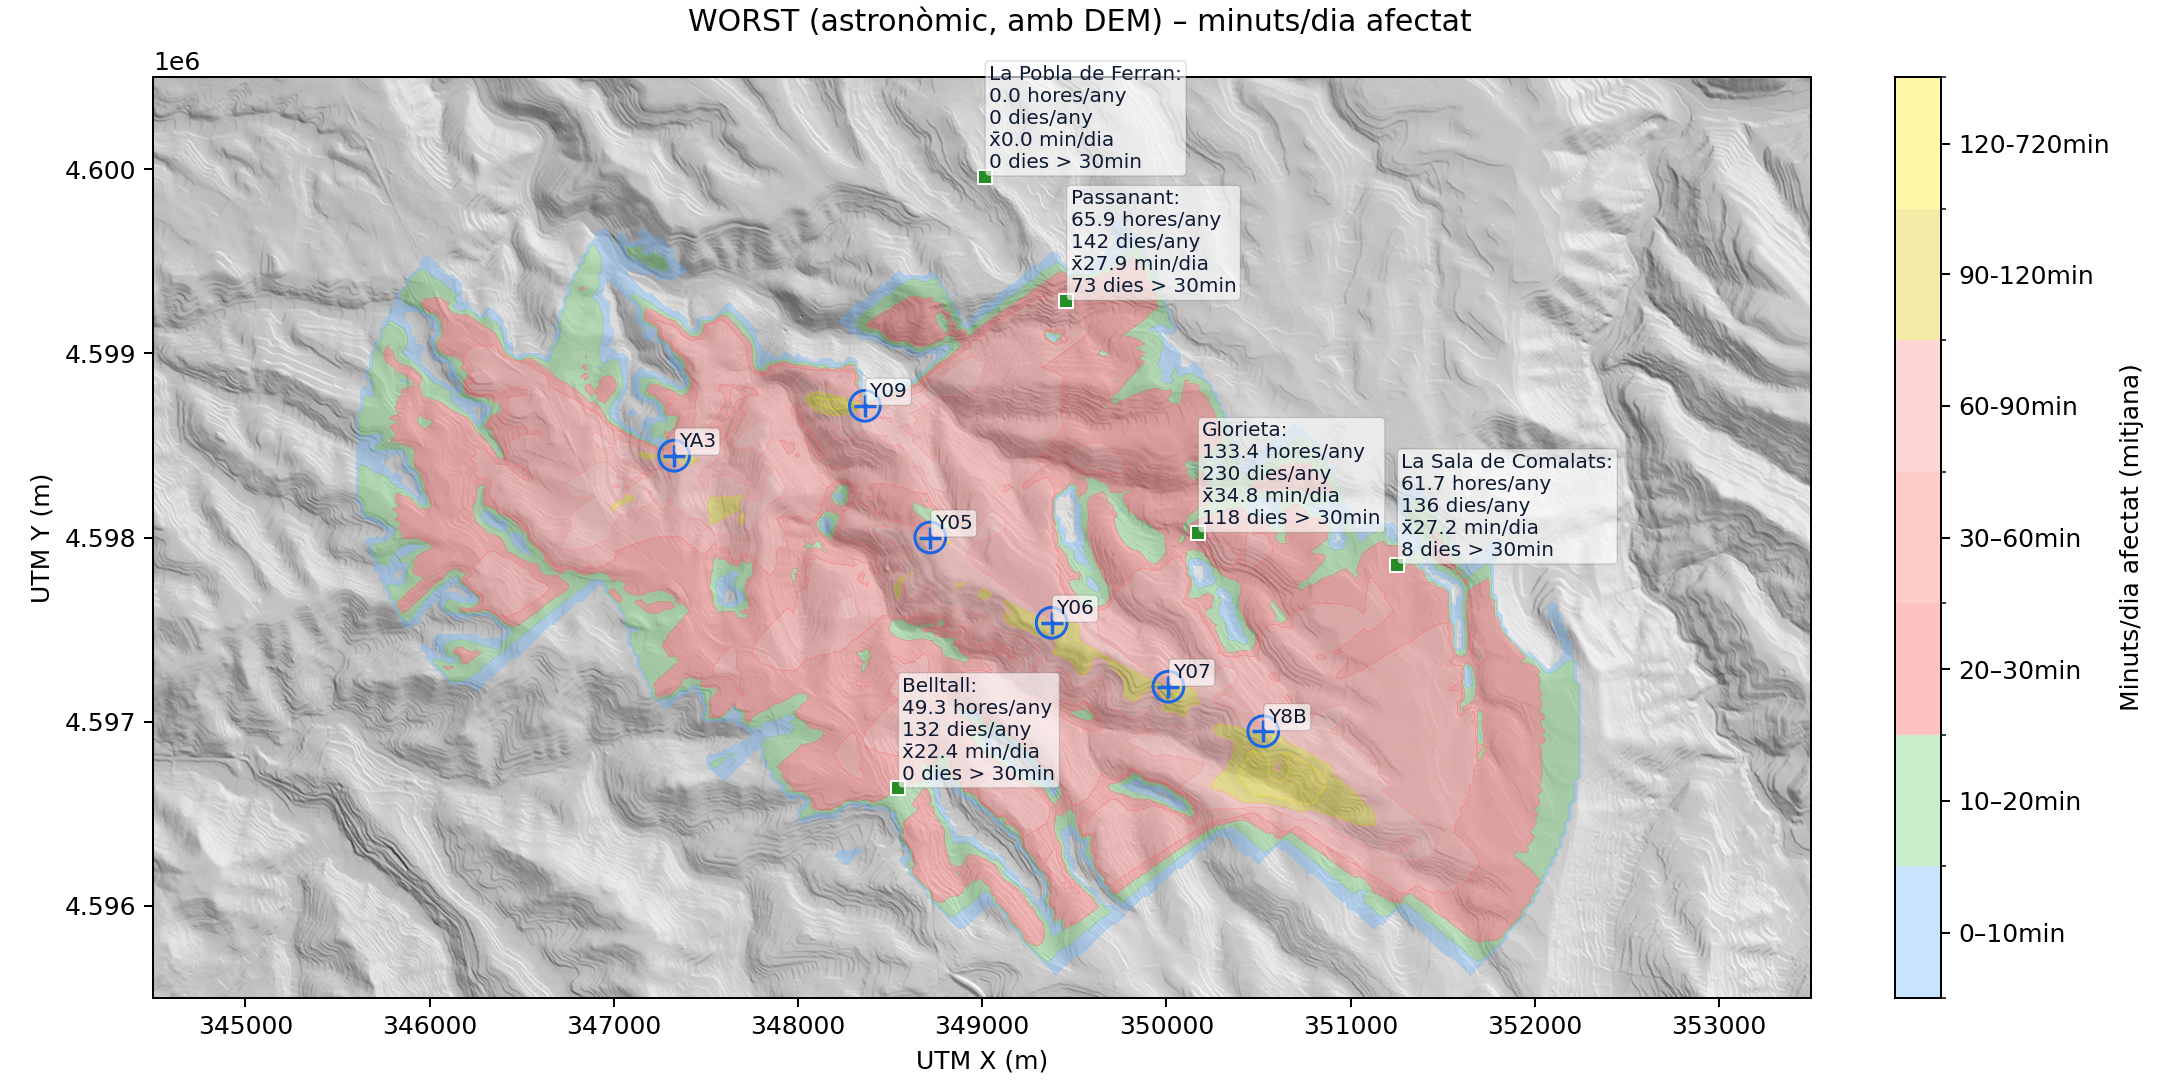 WORST (astronòmic, amb DEM) – minuts/dia afectat
1e6
La Pobla de Ferran:
0.0 hores/any
0 dies/any
x̄0.0 min/dia
0 dies > 30min
Passanant:
65.9 hores/any
142 dies/any
x̄27.9 min/dia
73 dies > 30min
Y09
YA3
Glorieta:
133.4 hores/any
230 dies/any
x̄34.8 min/dia
118 dies > 30min
La Sala de Comalats:
61.7 hores/any
136 dies/any
x̄27.2 min/dia
8 dies > 30min
Y05
Y06
Y07
Y8B
Belltall:
49.3 hores/any
132 dies/any
x̄22.4 min/dia
0 dies > 30min
4.600
4.599
4.598
4.597
4.596
UTM Y (m)
345000
346000
347000
348000
349000
350000
351000
352000
353000
UTM X (m)
120-720min
90-120min
60-90min
30–60min
20–30min
10–20min
0–10min
Minuts/dia afectat (mitjana)